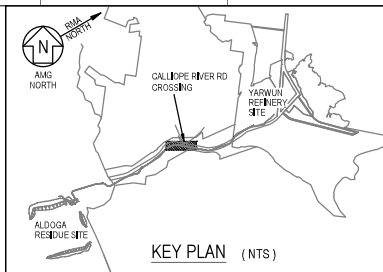 RMA
NORTH
N
AMG
NORTH
CALLIOPE RIVER RD
CROSSING
YARWUN
REFINERY
SITE
ALDOGA
RESIDUE SITE
KEY PLAN (NTS)